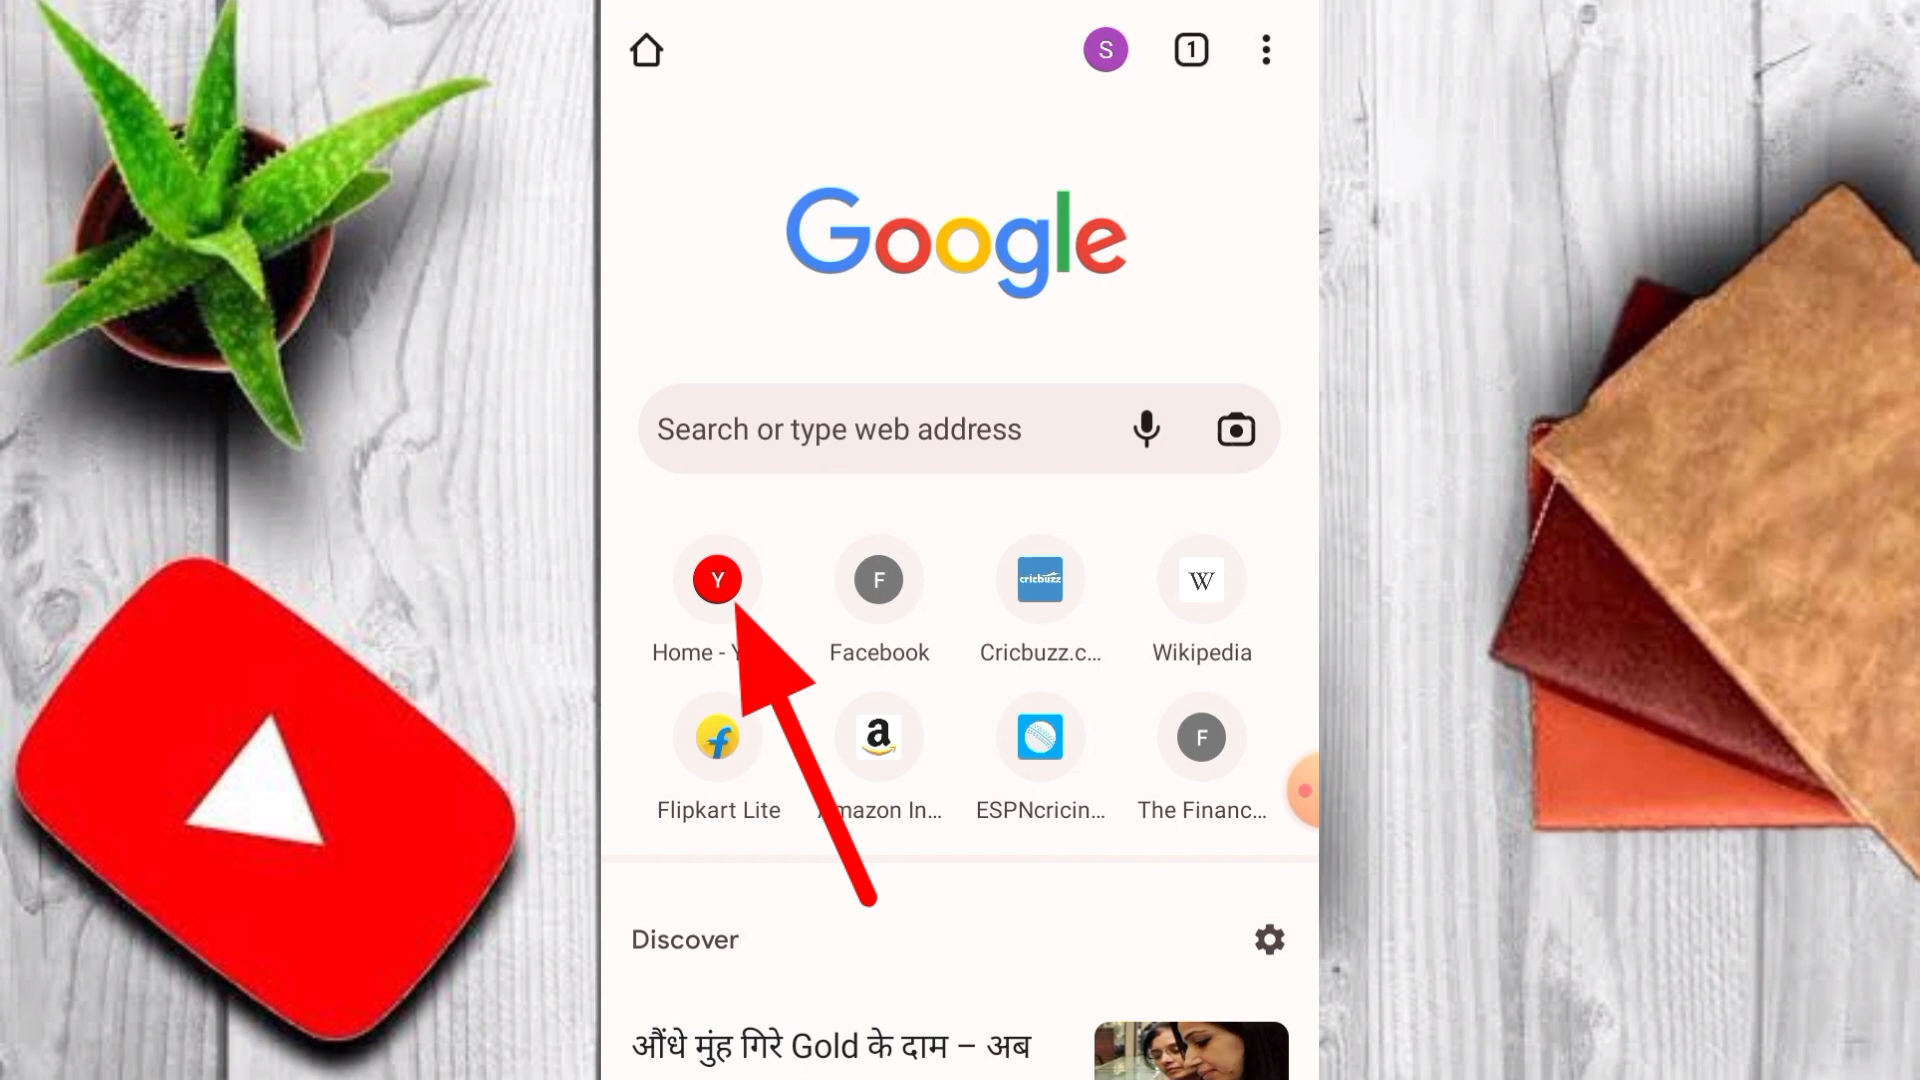 S 1
Google
Search or type web address
Y F cricbuzz W
Home - Facebook Cricbuzz.c... Wikipedia
f a F
Flipkart Lite mazon In... ESPNcricin... The Financ...
Discover
औंधे मुंह गिरे Gold के दाम – अब